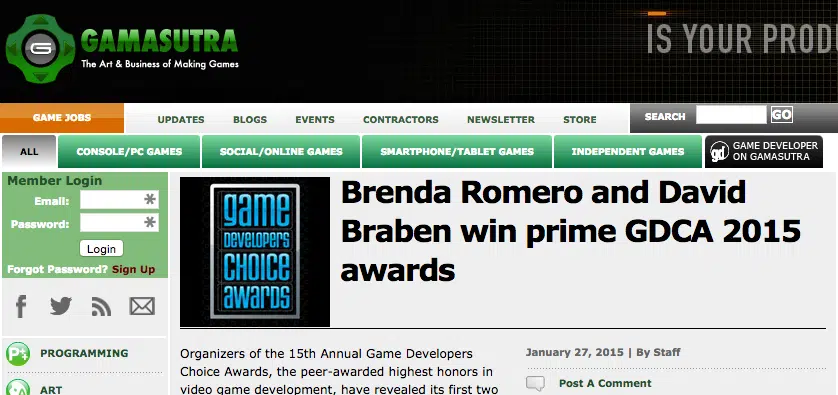 G
GAMASUTRA
The Art & Business of Making Games
IS YOUR PRODU
GAME JOBS
UPDATES
BLOGS
EVENTS
CONTRACTORS
NEWSLETTER
STORE
SEARCH
GO
ALL
CONSOLE/PC GAMES
SOCIAL/ONLINE GAMES
SMARTPHONE/TABLET GAMES
INDEPENDENT GAMES
gd
GAME DEVELOPER
ON GAMASUTRA
Member Login
Email:
Password:
Login
Forgot Password? Sign Up
game
DEVELOPERS
CHOICE
awards
Brenda Romero and David
Braben win prime GDCA 2015
awards
PROGRAMMING
ART
Organizers of the 15th Annual Game Developers
Choice Awards, the peer-awarded highest honors in
video game development, have revealed its first two
January 27, 2015 | By Staff
Post A Comment